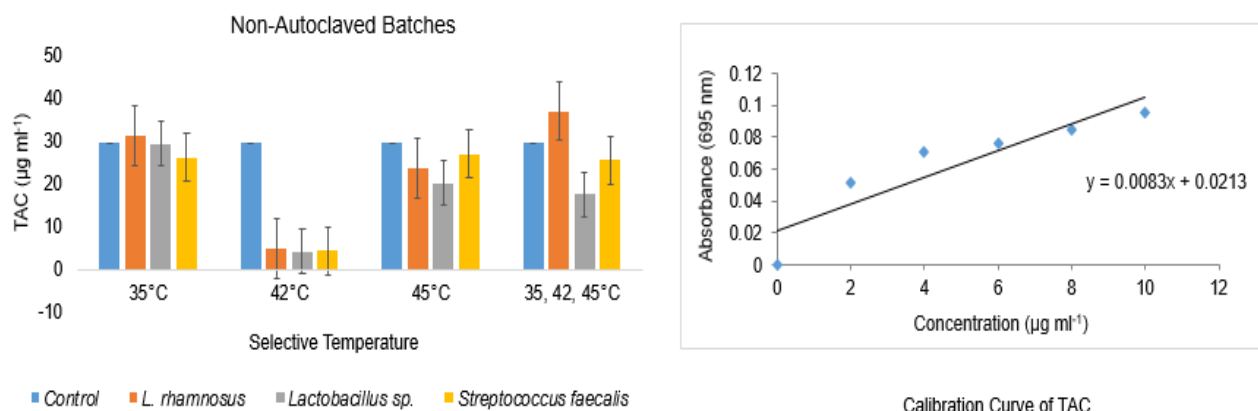 Non-Autoclaved Batches
50
40
30
20
10
0
-10
TAC (µg ml-1)
35°C 42°C 45°C 35, 42, 45°C
Selective Temperature
Control L. rhamnosus Lactobacillus sp. Streptococcus faecalis
0.12
0.1
0.08
0.06
0.04
0.02
0
Absorbance (695 nm)
y = 0.0083x + 0.0213
0 2 4 6 8 10 12
Concentration (µg ml-1)
Calibration Curve of TAC